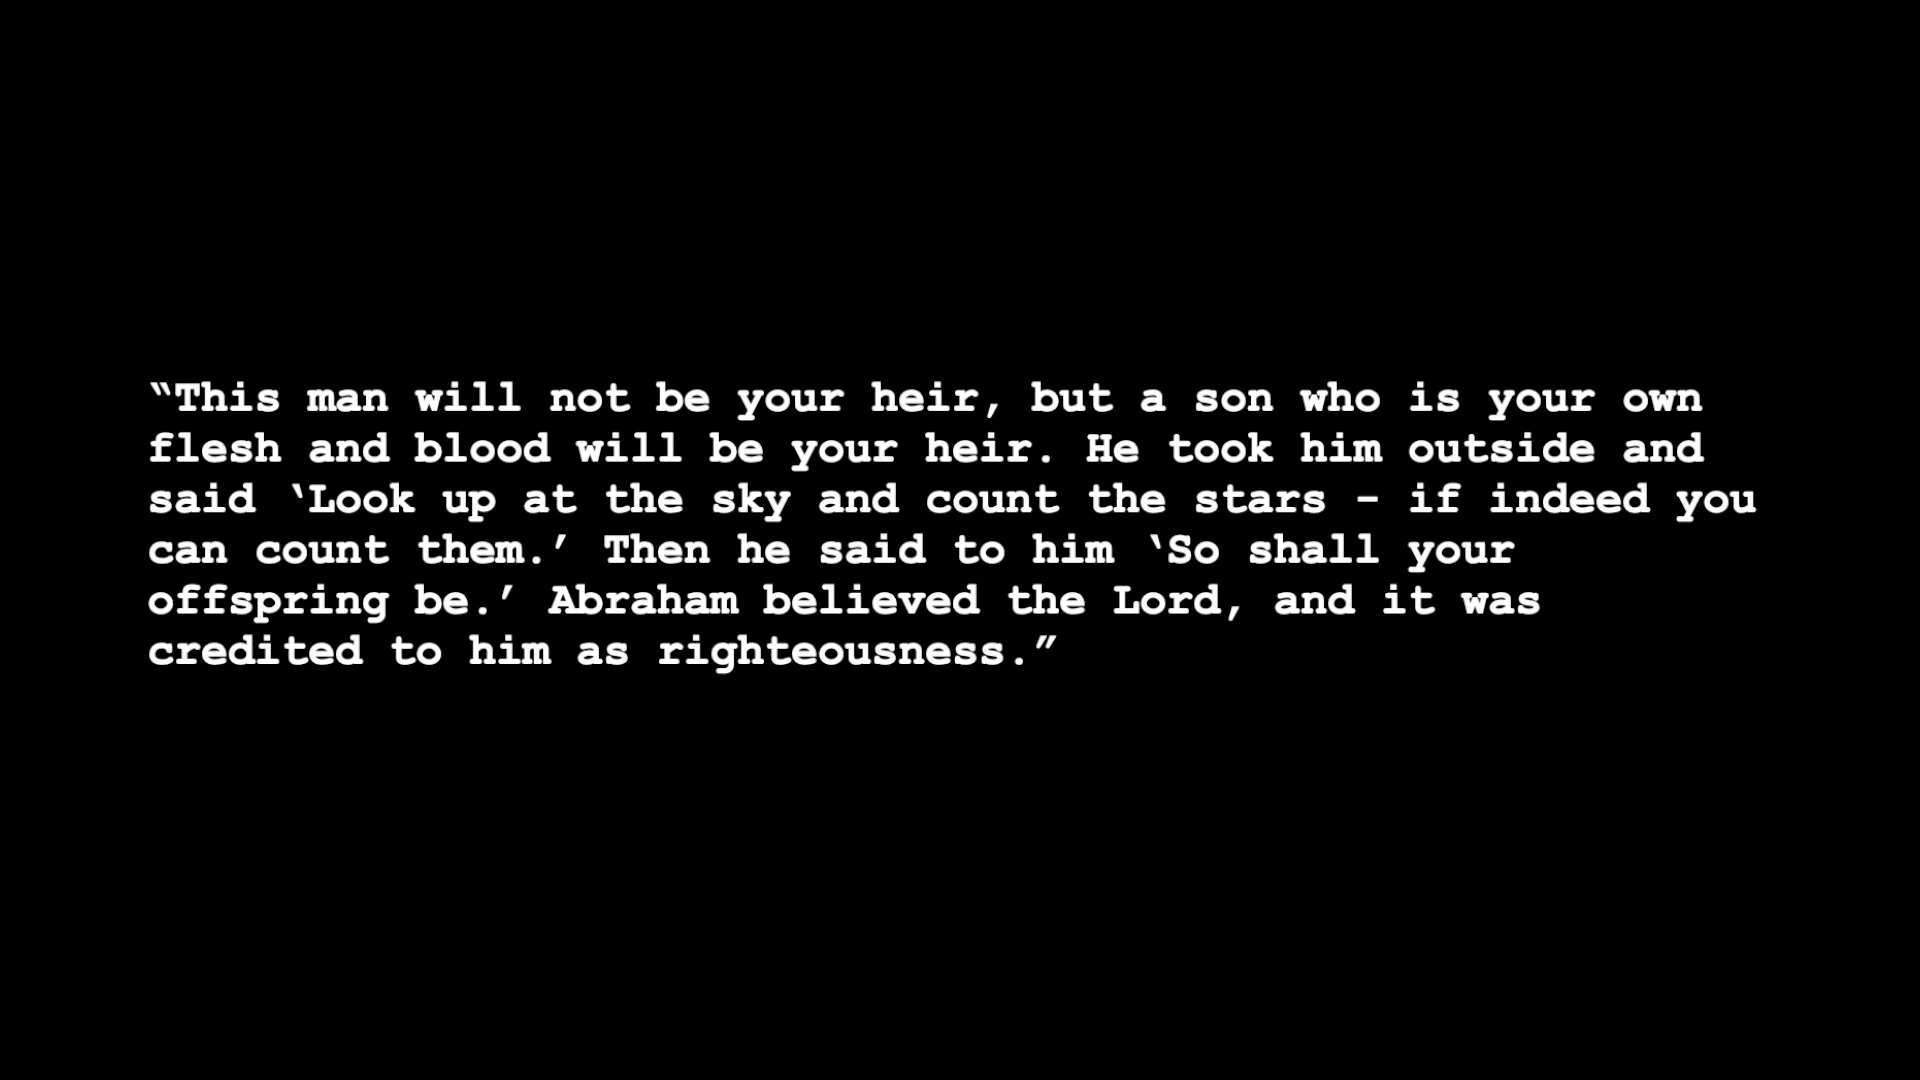 “This man will not be your heir, but a son who is your own
flesh and blood will be your heir. He took him outside and
said ‘Look up at the sky and count the stars – if indeed you
can count them.’ Then he said to him ‘So shall your
offspring be.’ Abraham believed the Lord, and it was
credited to him as righteousness.”